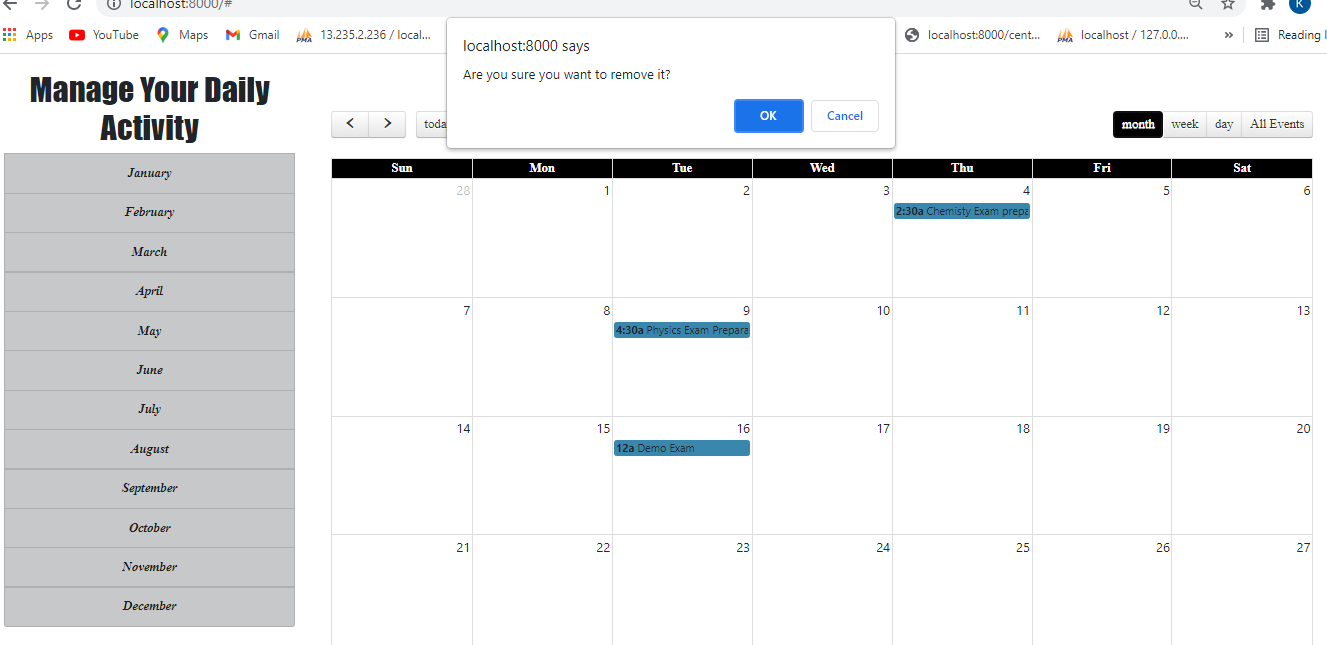 localhost:8000/#
K
Apps YouTube Maps Gmail 13.235.2.236 / local... localhost:8000/cent... localhost / 127.0.0.... » Reading l
localhost:8000 says
Are you sure you want to remove it?
OK Cancel
Manage Your Daily
Activity
January
February
March
April
May
June
July
August
September
October
November
December
< > toda
month week day All Events
Sun Mon Tue Wed Thu Fri Sat
28 1 2 3 4 5 6
2:30a Chemisty Exam prepa
7 8 9 10 11 12 13
4:30a Physics Exam Prepara
14 15 16 17 18 19 20
12a Demo Exam
21 22 23 24 25 26 27